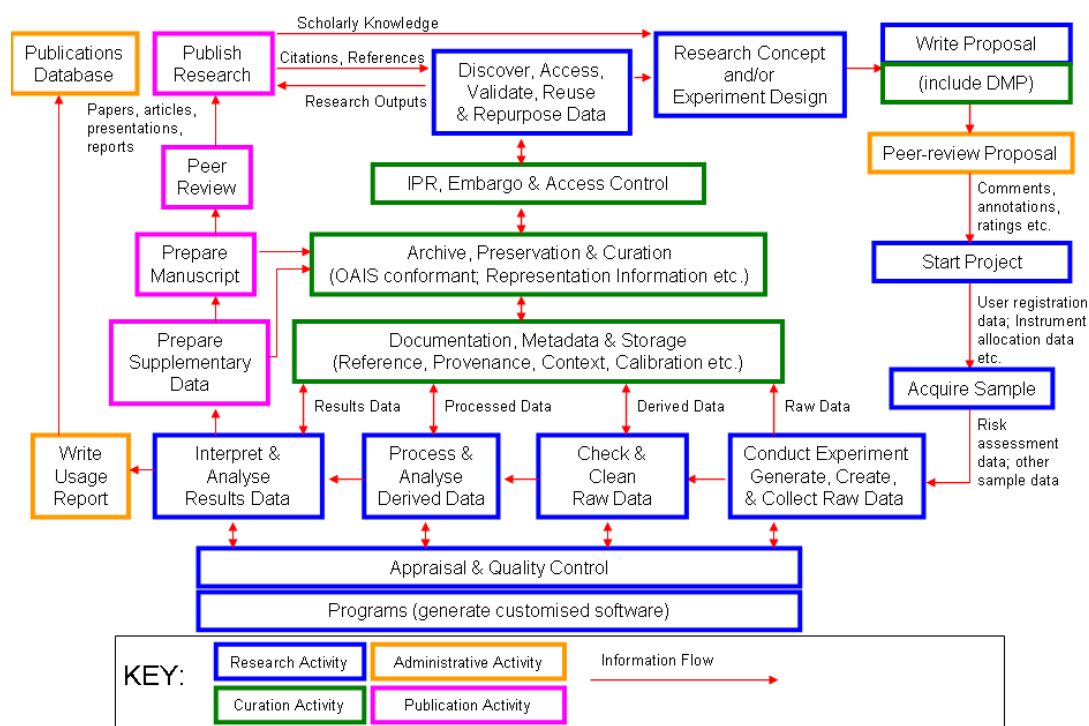 Scholarly Knowledge
Publications
Database
Publish
Research
Citations, References
Research Outputs
Discover, Access,
Validate, Reuse
& Repurpose Data
Research Concept
and/or
Experiment Design
Write Proposal
(include DMP)
Papers, articles,
presentations,
reports
Peer-review Proposal
Peer
Review
IPR, Embargo & Access Control
Comments,
annotations,
ratings etc.
Prepare
Manuscript
Archive, Preservation & Curation
(OAIS conformant; Representation Information etc.)
Start Project
Prepare
Supplementary
Data
Documentation, Metadata & Storage
(Reference, Provenance, Context, Calibration etc.)
User registration
data; Instrument
allocation data
etc.
Acquire Sample
Results Data
Processed Data
Derived Data
Raw Data
Risk
assessment
data; other
sample data
Write
Usage
Report
Interpret &
Analyse
Results Data
Process &
Analyse
Derived Data
Check &
Clean
Raw Data
Conduct Experiment
Generate, Create,
& Collect Raw Data
Appraisal & Quality Control
Programs (generate customised software)
KEY:
Research Activity
Administrative Activity
Information Flow
Curation Activity
Publication Activity